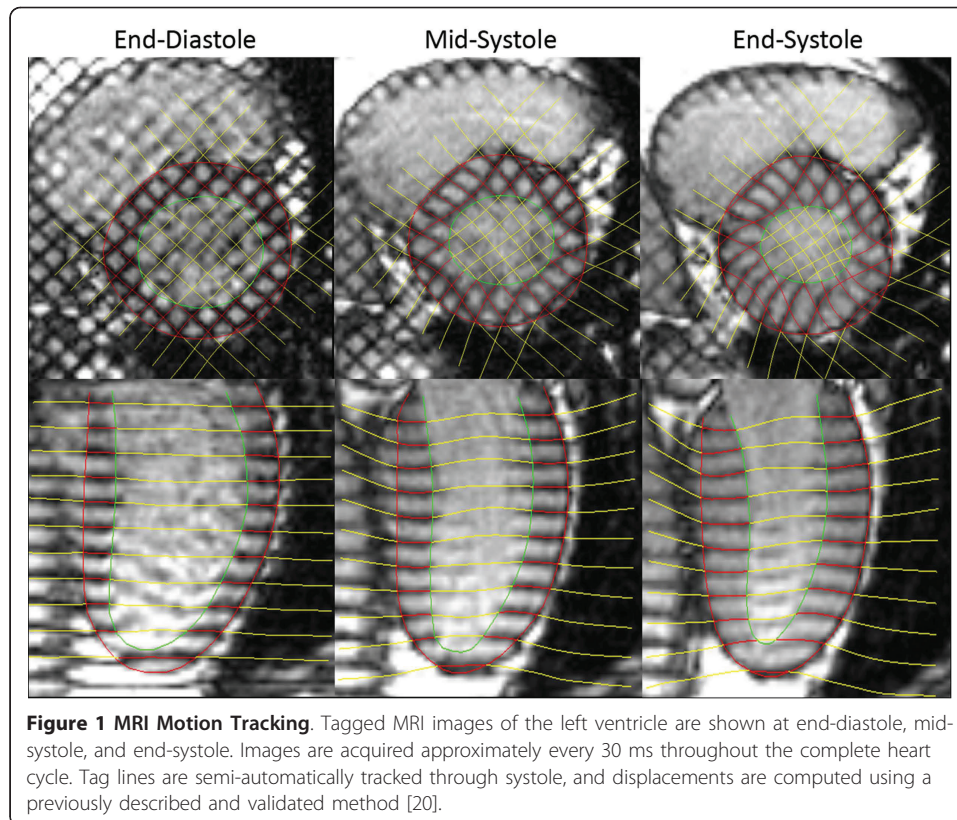 End-Diastole Mid-Systole End-Systole
Figure 1 MRI Motion Tracking. Tagged MRI images of the left ventricle are shown at end-diastole, mid-
systole, and end-systole. Images are acquired approximately every 30 ms throughout the complete heart
cycle. Tag lines are semi-automatically tracked through systole, and displacements are computed using a
previously described and validated method [20].